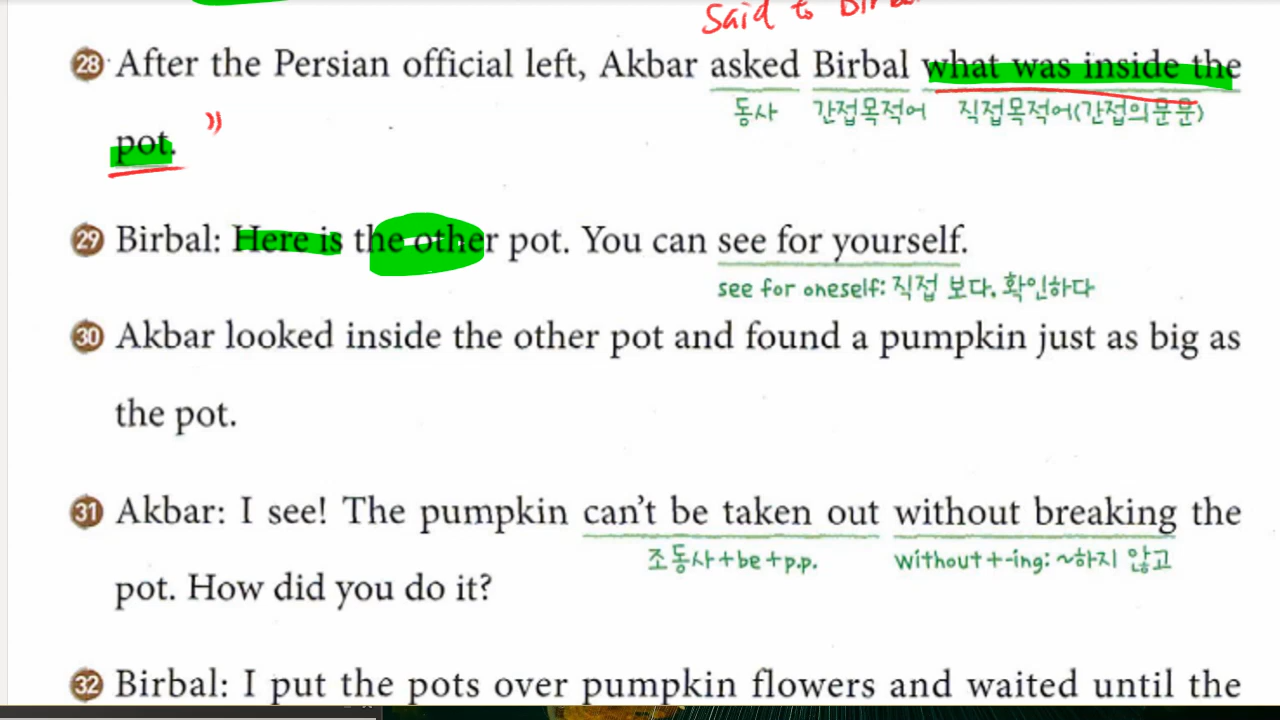 Said to
28 After the Persian official left, Akbar asked Birbal what was inside the
동사 간접목적어 직접목적어(간접의문문)
pot. "
29 Birbal: Here is the other pot. You can see for yourself.
see for oneself: 직접 보다, 확인하다
30 Akbar looked inside the other pot and found a pumpkin just as big as
the pot.
31 Akbar: I see! The pumpkin can't be taken out without breaking the
조동사+be+p.p. without+-ing: ~하지 않고
pot. How did you do it?
32 Birbal: I put the pots over pumpkin flowers and waited until the